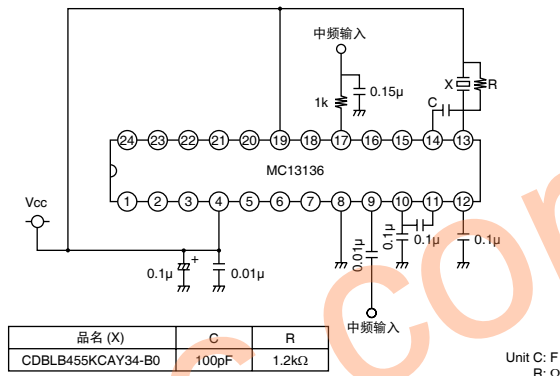 中频输入
X R
0.15μ
1k
C
24 23 22 21 20 19 18 17 16 15 14 13
MC13136
1 2 3 4 5 6 7 8 9 10 11 12
Vcc
0.1μ + 0.01μ
0.01μ
0.1μ
0.1μ
0.1μ
中频输入
品名 (X) C R
CDBLB455KCAY34-B0 100pF 1.2kΩ
Unit C: F
R: Ω